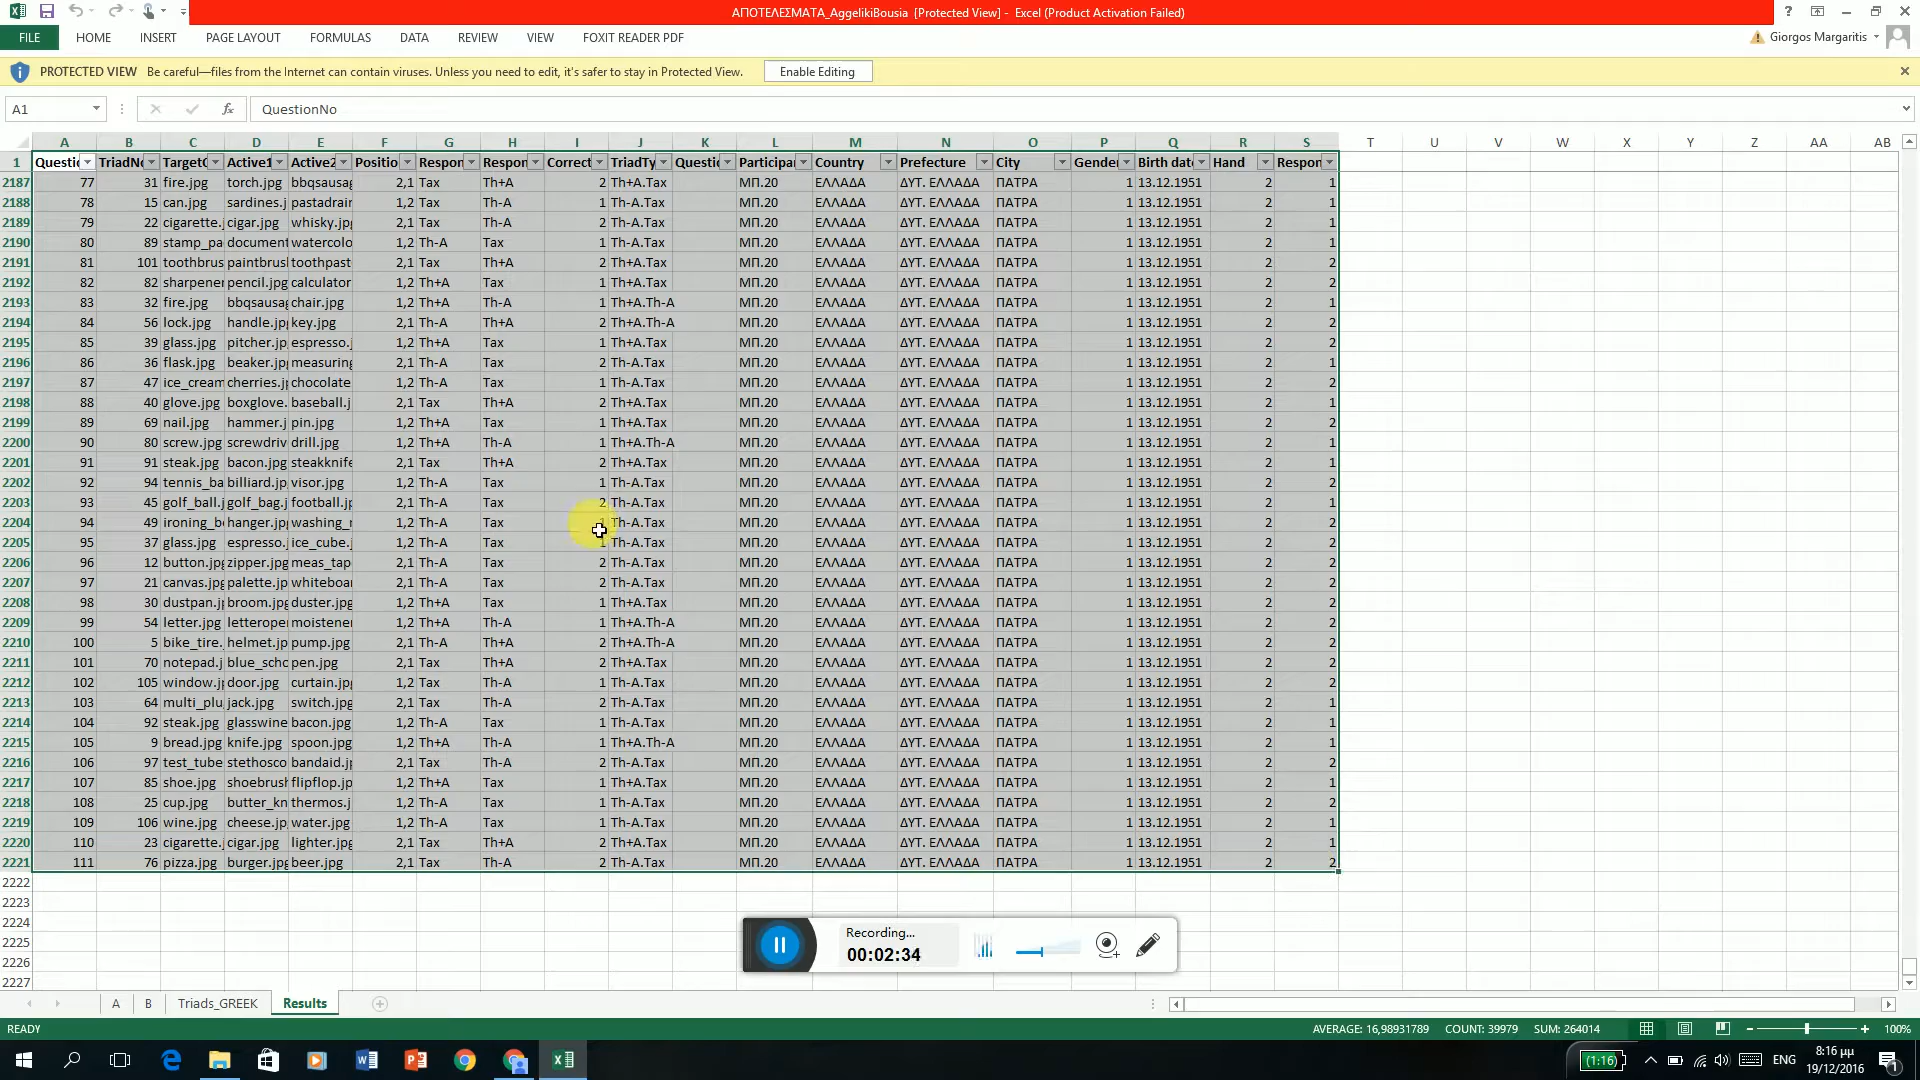 ΑΠΟΤΕΛΕΣΜΑΤΑ_AggelikiBousia [Protected View] - Excel (Product Activation Failed)
FILE HOME INSERT PAGE LAYOUT FORMULAS DATA REVIEW VIEW FOXIT READER PDF Giorgos Margaritis
PROTECTED VIEW Be careful—files from the Internet can contain viruses. Unless you need to edit, it's safer to stay in Protected View. Enable Editing
A1 QuestionNo
A B C D E F G H I J K L M N O P Q R S T U V W X Y Z AA AB
1 Questic TriadNo Target( Active1 Active2 Positio Respon Respon Correct TriadTy Questic Participar Country Prefecture City Gende Birth dat Hand Respon
2187 77 31 fire.jpg torch.jpg bbqsausag 2,1 Tax Th+A 2 Th+A.Tax ΜΠ.20 ΕΛΛΑΔΑ ΔΥΤ. ΕΛΛΑΔΑ ΠΑΤΡΑ 1 13.12.1951 2 1
2188 78 15 can.jpg sardines.j pastadrair 1,2 Tax Th-A 1 Th-A.Tax ΜΠ.20 ΕΛΛΑΔΑ ΔΥΤ. ΕΛΛΑΔΑ ΠΑΤΡΑ 1 13.12.1951 2 1
2189 79 22 cigarette.j cigar.jpg whisky.jpg 2,1 Tax Th-A 2 Th-A.Tax ΜΠ.20 ΕΛΛΑΔΑ ΔΥΤ. ΕΛΛΑΔΑ ΠΑΤΡΑ 1 13.12.1951 2 1
2190 80 89 stamp_pa document watercolo 1,2 Th-A Tax 1 Th-A.Tax ΜΠ.20 ΕΛΛΑΔΑ ΔΥΤ. ΕΛΛΑΔΑ ΠΑΤΡΑ 1 13.12.1951 2 1
2191 81 101 toothbrus paintbrus toothpast 2,1 Tax Th+A 2 Th+A.Tax ΜΠ.20 ΕΛΛΑΔΑ ΔΥΤ. ΕΛΛΑΔΑ ΠΑΤΡΑ 1 13.12.1951 2 2
2192 82 82 sharpener pencil.jpg calculator 1,2 Th+A Tax 1 Th+A.Tax ΜΠ.20 ΕΛΛΑΔΑ ΔΥΤ. ΕΛΛΑΔΑ ΠΑΤΡΑ 1 13.12.1951 2 2
2193 83 32 fire.jpg bbqsausag chair.jpg 1,2 Th+A Th-A 1 Th+A.Th-A ΜΠ.20 ΕΛΛΑΔΑ ΔΥΤ. ΕΛΛΑΔΑ ΠΑΤΡΑ 1 13.12.1951 2 1
2194 84 56 lock.jpg handle.jpg key.jpg 2,1 Th-A Th+A 2 Th+A.Th-A ΜΠ.20 ΕΛΛΑΔΑ ΔΥΤ. ΕΛΛΑΔΑ ΠΑΤΡΑ 1 13.12.1951 2 2
2195 85 39 glass.jpg pitcher.jp espresso. 1,2 Th+A Tax 1 Th+A.Tax ΜΠ.20 ΕΛΛΑΔΑ ΔΥΤ. ΕΛΛΑΔΑ ΠΑΤΡΑ 1 13.12.1951 2 2
2196 86 36 flask.jpg beaker.jp measuring 2,1 Th-A Tax 2 Th-A.Tax ΜΠ.20 ΕΛΛΑΔΑ ΔΥΤ. ΕΛΛΑΔΑ ΠΑΤΡΑ 1 13.12.1951 2 1
2197 87 47 ice_cream cherries.j chocolate 1,2 Th-A Tax 1 Th-A.Tax ΜΠ.20 ΕΛΛΑΔΑ ΔΥΤ. ΕΛΛΑΔΑ ΠΑΤΡΑ 1 13.12.1951 2 2
2198 88 40 glove.jpg boxglove. baseball.j 2,1 Tax Th+A 2 Th+A.Tax ΜΠ.20 ΕΛΛΑΔΑ ΔΥΤ. ΕΛΛΑΔΑ ΠΑΤΡΑ 1 13.12.1951 2 2
2199 89 69 nail.jpg hammer.j pin.jpg 1,2 Th+A Tax 1 Th+A.Tax ΜΠ.20 ΕΛΛΑΔΑ ΔΥΤ. ΕΛΛΑΔΑ ΠΑΤΡΑ 1 13.12.1951 2 2
2200 90 80 screw.jpg screwdriv drill.jpg 1,2 Th+A Th-A 1 Th+A.Th-A ΜΠ.20 ΕΛΛΑΔΑ ΔΥΤ. ΕΛΛΑΔΑ ΠΑΤΡΑ 1 13.12.1951 2 1
2201 91 91 steak.jpg bacon.jpg steakknife 2,1 Tax Th+A 2 Th+A.Tax ΜΠ.20 ΕΛΛΑΔΑ ΔΥΤ. ΕΛΛΑΔΑ ΠΑΤΡΑ 1 13.12.1951 2 1
2202 92 94 tennis_ba billiard.jp visor.jpg 1,2 Th-A Tax 1 Th-A.Tax ΜΠ.20 ΕΛΛΑΔΑ ΔΥΤ. ΕΛΛΑΔΑ ΠΑΤΡΑ 1 13.12.1951 2 2
2203 93 45 golf_ball.j golf_bag.j football.jp 2,1 Th-A Tax 2 Th-A.Tax ΜΠ.20 ΕΛΛΑΔΑ ΔΥΤ. ΕΛΛΑΔΑ ΠΑΤΡΑ 1 13.12.1951 2 1
2204 94 49 ironing_bo hanger.jpg washing_r 1,2 Th-A Tax 1 Th-A.Tax ΜΠ.20 ΕΛΛΑΔΑ ΔΥΤ. ΕΛΛΑΔΑ ΠΑΤΡΑ 1 13.12.1951 2 2
2205 95 37 glass.jpg espresso. ice_cube.j 1,2 Th-A Tax 1 Th-A.Tax ΜΠ.20 ΕΛΛΑΔΑ ΔΥΤ. ΕΛΛΑΔΑ ΠΑΤΡΑ 1 13.12.1951 2 2
2206 96 12 button.jpg zipper.jpg meas_tap 2,1 Th-A Tax 2 Th-A.Tax ΜΠ.20 ΕΛΛΑΔΑ ΔΥΤ. ΕΛΛΑΔΑ ΠΑΤΡΑ 1 13.12.1951 2 2
2207 97 21 canvas.jpg palette.jp whiteboar 2,1 Th-A Tax 2 Th-A.Tax ΜΠ.20 ΕΛΛΑΔΑ ΔΥΤ. ΕΛΛΑΔΑ ΠΑΤΡΑ 1 13.12.1951 2 2
2208 98 30 dustpan.j broom.jpg duster.jpg 1,2 Th+A Tax 1 Th+A.Tax ΜΠ.20 ΕΛΛΑΔΑ ΔΥΤ. ΕΛΛΑΔΑ ΠΑΤΡΑ 1 13.12.1951 2 2
2209 99 54 letter.jpg letteroper moistener 1,2 Th+A Th-A 1 Th+A.Th-A ΜΠ.20 ΕΛΛΑΔΑ ΔΥΤ. ΕΛΛΑΔΑ ΠΑΤΡΑ 1 13.12.1951 2 2
2210 100 5 bike_tire. helmet.jp pump.jpg 2,1 Th-A Th+A 2 Th+A.Th-A ΜΠ.20 ΕΛΛΑΔΑ ΔΥΤ. ΕΛΛΑΔΑ ΠΑΤΡΑ 1 13.12.1951 2 2
2211 101 70 notepad.j blue_scho pen.jpg 2,1 Tax Th+A 2 Th+A.Tax ΜΠ.20 ΕΛΛΑΔΑ ΔΥΤ. ΕΛΛΑΔΑ ΠΑΤΡΑ 1 13.12.1951 2 2
2212 102 105 window.j door.jpg curtain.jpg 1,2 Tax Th-A 1 Th-A.Tax ΜΠ.20 ΕΛΛΑΔΑ ΔΥΤ. ΕΛΛΑΔΑ ΠΑΤΡΑ 1 13.12.1951 2 2
2213 103 64 multi_plu jack.jpg switch.jpg 2,1 Tax Th-A 2 Th-A.Tax ΜΠ.20 ΕΛΛΑΔΑ ΔΥΤ. ΕΛΛΑΔΑ ΠΑΤΡΑ 1 13.12.1951 2 1
2214 104 92 steak.jpg glasswine bacon.jpg 1,2 Th-A Tax 1 Th-A.Tax ΜΠ.20 ΕΛΛΑΔΑ ΔΥΤ. ΕΛΛΑΔΑ ΠΑΤΡΑ 1 13.12.1951 2 1
2215 105 9 bread.jpg knife.jpg spoon.jpg 1,2 Th+A Th-A 1 Th+A.Th-A ΜΠ.20 ΕΛΛΑΔΑ ΔΥΤ. ΕΛΛΑΔΑ ΠΑΤΡΑ 1 13.12.1951 2 1
2216 106 97 test_tube stethosco bandaid.j 2,1 Tax Th-A 2 Th-A.Tax ΜΠ.20 ΕΛΛΑΔΑ ΔΥΤ. ΕΛΛΑΔΑ ΠΑΤΡΑ 1 13.12.1951 2 2
2217 107 85 shoe.jpg shoebrush flipflop.jp 1,2 Th+A Tax 1 Th+A.Tax ΜΠ.20 ΕΛΛΑΔΑ ΔΥΤ. ΕΛΛΑΔΑ ΠΑΤΡΑ 1 13.12.1951 2 1
2218 108 25 cup.jpg butter_kn thermos.j 1,2 Th-A Tax 1 Th-A.Tax ΜΠ.20 ΕΛΛΑΔΑ ΔΥΤ. ΕΛΛΑΔΑ ΠΑΤΡΑ 1 13.12.1951 2 2
2219 109 106 wine.jpg cheese.jp water.jpg 1,2 Th-A Tax 1 Th-A.Tax ΜΠ.20 ΕΛΛΑΔΑ ΔΥΤ. ΕΛΛΑΔΑ ΠΑΤΡΑ 1 13.12.1951 2 1
2220 110 23 cigarette. cigar.jpg lighter.jpg 2,1 Tax Th+A 2 Th+A.Tax ΜΠ.20 ΕΛΛΑΔΑ ΔΥΤ. ΕΛΛΑΔΑ ΠΑΤΡΑ 1 13.12.1951 2 1
2221 111 76 pizza.jpg burger.jpg beer.jpg 2,1 Tax Th-A 2 Th-A.Tax ΜΠ.20 ΕΛΛΑΔΑ ΔΥΤ. ΕΛΛΑΔΑ ΠΑΤΡΑ 1 13.12.1951 2 2
2222
2223
2224
2225
2226
2227
Recording...
00:02:34
A B Triads_GREEK Results
READY AVERAGE: 16,98931789 COUNT: 39979 SUM: 264014 100%
(1:16) ENG 8:16 μμ
19/12/2016 1